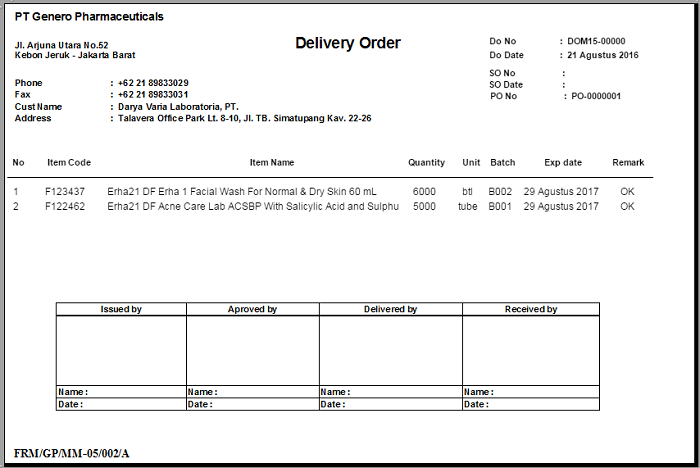 PT Genero Pharmaceuticals
Jl. Arjuna Utara No.52
Kebon Jeruk - Jakarta Barat
Delivery Order
Do No : DOM15-00000
Do Date : 21 Agustus 2016
SO No :
SO Date :
PO No : PO-0000001
Phone : +62 21 89833029
Fax : +62 21 89833031
Cust Name : Darya Varia Laboratoria, PT.
Address : Talavera Office Park Lt. 8-10, Jl. TB. Simatupang Kav. 22-26
No Item Code Item Name Quantity Unit Batch Exp date Remark
1 F123437 Erha21 DF Erha 1 Facial Wash For Normal & Dry Skin 60 mL 6000 btl B002 29 Agustus 2017 OK
2 F122462 Erha21 DF Acne Care Lab ACSBP With Salicylic Acid and Sulphu 5000 tube B001 29 Agustus 2017 OK
Issued by Aproved by Delivered by Received by
Name : Name : Name : Name :
Date : Date : Date : Date :
FRM/GP/MM-05/002/A